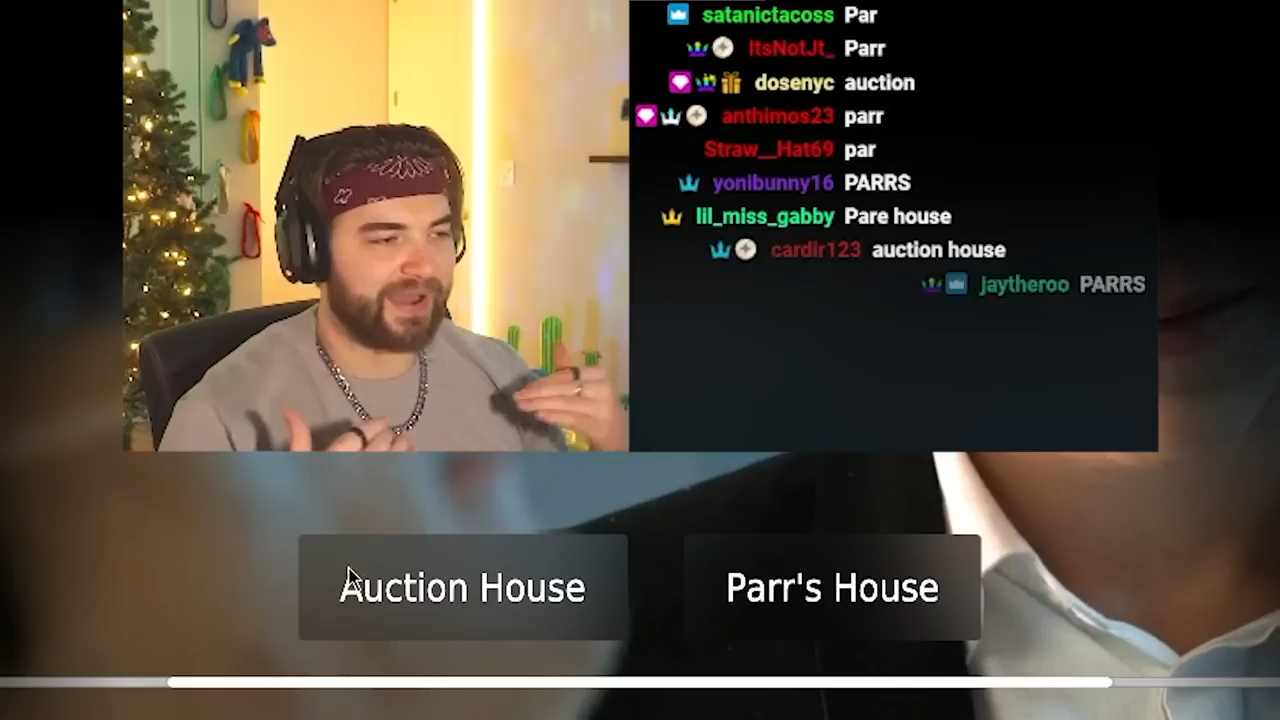 satanictacoss Par
ItsNotJt_ Parr
dosenyc auction
anthimos23 parr
Straw__Hat69 par
yonibunny16 PARRS
lil_miss_gabby Pare house
cardir123 auction house
jaytheroo PARRS
Auction House
Parr's House